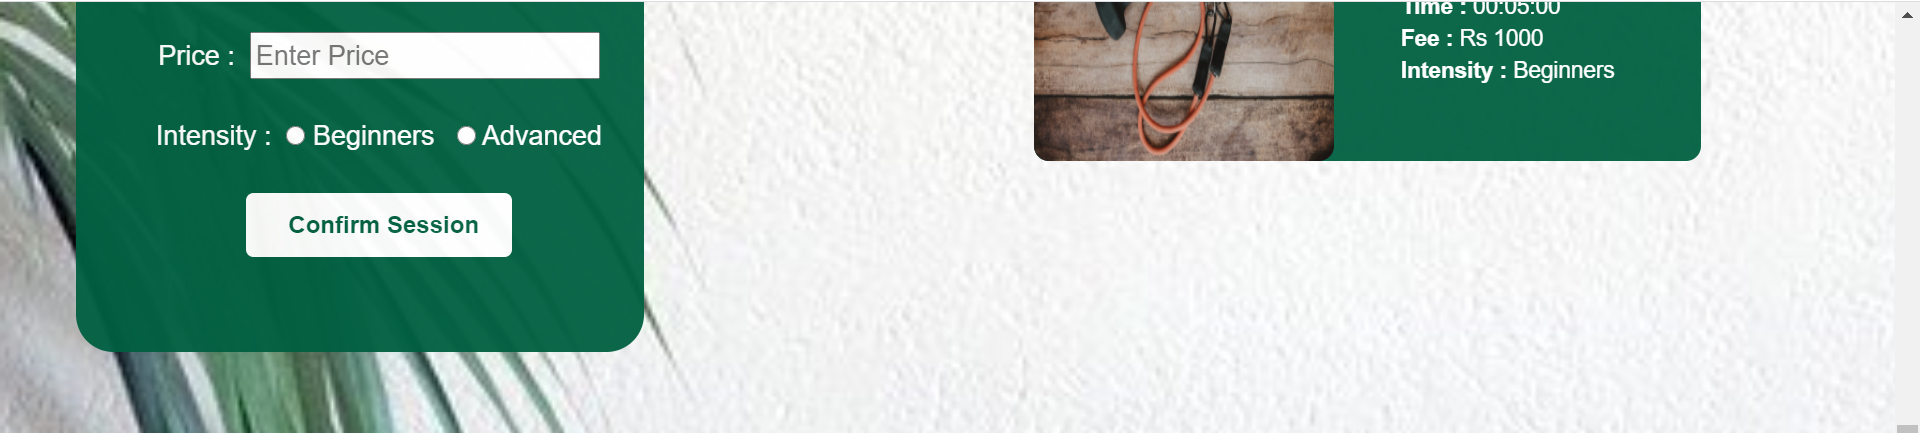 Price : Enter Price
Intensity : Beginners Advanced
Confirm Session
Time : 00:05:00
Fee : Rs 1000
Intensity : Beginners